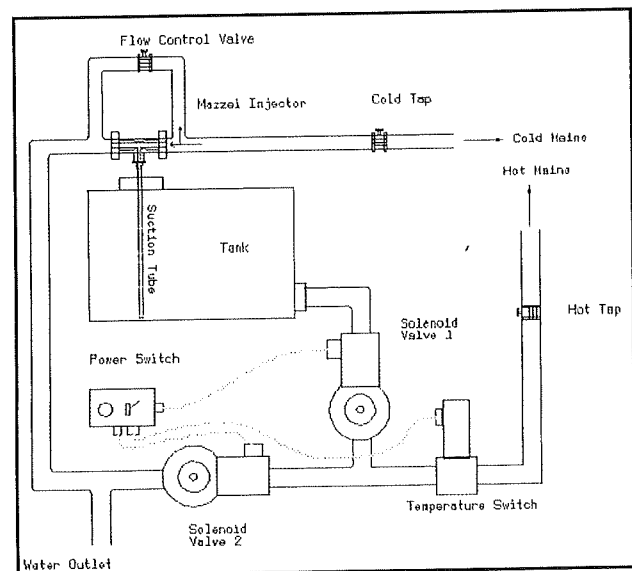 Flow Control Valve
Mazzei Injector
Cold Tap
Cold Mains
Hot Mains
Suction Tube
Tank
Solenoid
Valve 1
Hot Tap
Power Switch
Temperature Switch
Solenoid
Valve 2
Water Outlet